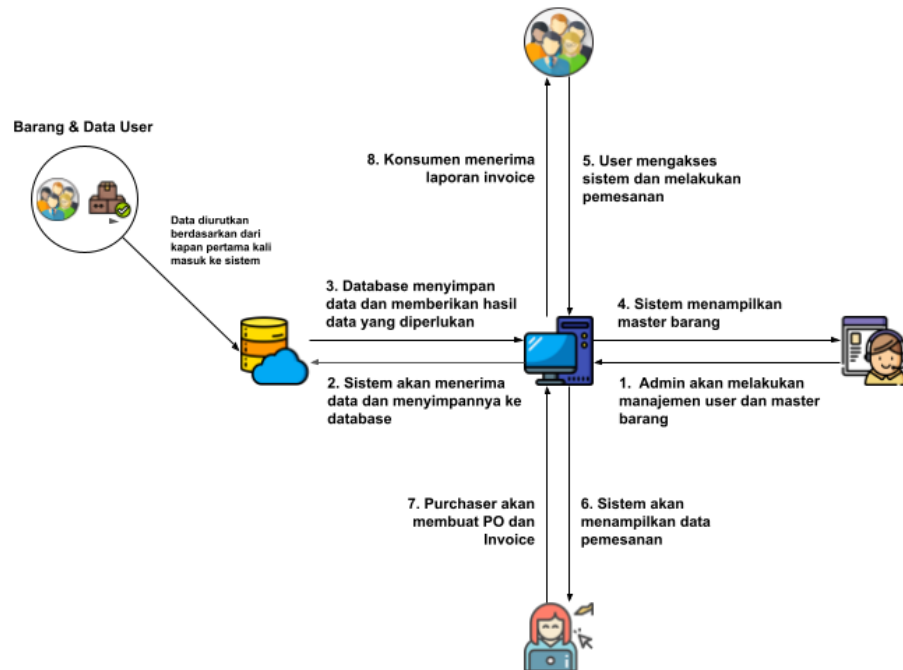 Barang & Data User
Data diurutkan
berdasarkan dari
kapan pertama kali
masuk ke sistem
8. Konsumen menerima
laporan invoice
5. User mengakses
sistem dan melakukan
pemesanan
3. Database menyimpan
data dan memberikan hasil
data yang diperlukan
4. Sistem menampilkan
master barang
2. Sistem akan menerima
data dan menyimpannya ke
database
1. Admin akan melakukan
manajemen user dan master
barang
7. Purchaser akan
membuat PO dan
Invoice
6. Sistem akan
menampilkan data
pemesanan